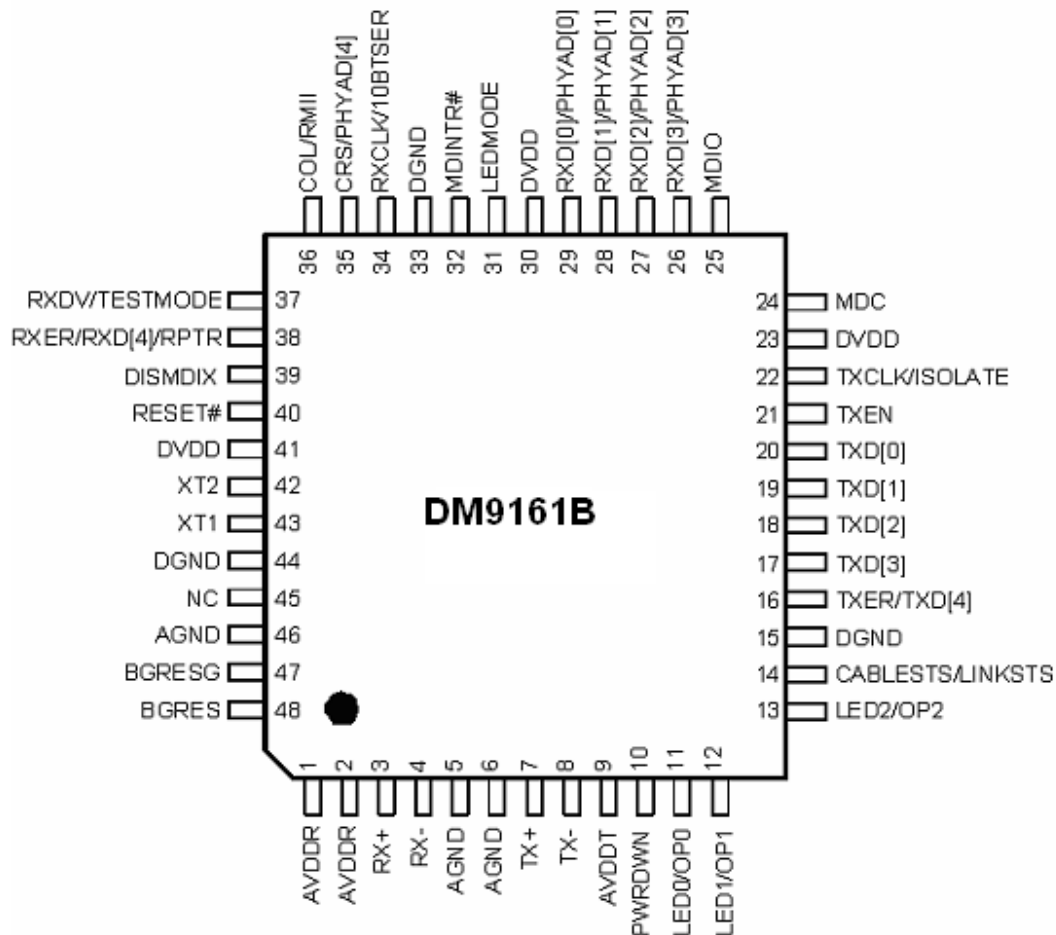 COL/RMII
CRS/PHYAD[4]
RXCLK/10BTSER
DGND
MDINTR#
LEDMODE
DVDD
RXD[0]/PHYAD[0]
RXD[1]/PHYAD[1]
RXD[2]/PHYAD[2]
RXD[3]/PHYAD[3]
MDIO
36
35
34
33
32
31
30
29
28
27
26
25
RXDV/TESTMODE 37
RXER/RXD[4]/RPTR 38
DISMDIX 39
RESET# 40
DVDD 41
XT2 42
XT1 43
DGND 44
NC 45
AGND 46
BGRESG 47
BGRES 48
DM9161B
24 MDC
23 DVDD
22 TXCLK/ISOLATE
21 TXEN
20 TXD[0]
19 TXD[1]
18 TXD[2]
17 TXD[3]
16 TXER/TXD[4]
15 DGND
14 CABLESTS/LINKSTS
13 LED2/OP2
1
2
3
4
5
6
7
8
9
10
11
12
AVDDR
AVDDR
RX+
RX-
AGND
AGND
TX+
TX-
AVDDT
PWRDWN
LED0/OP0
LED1/OP1